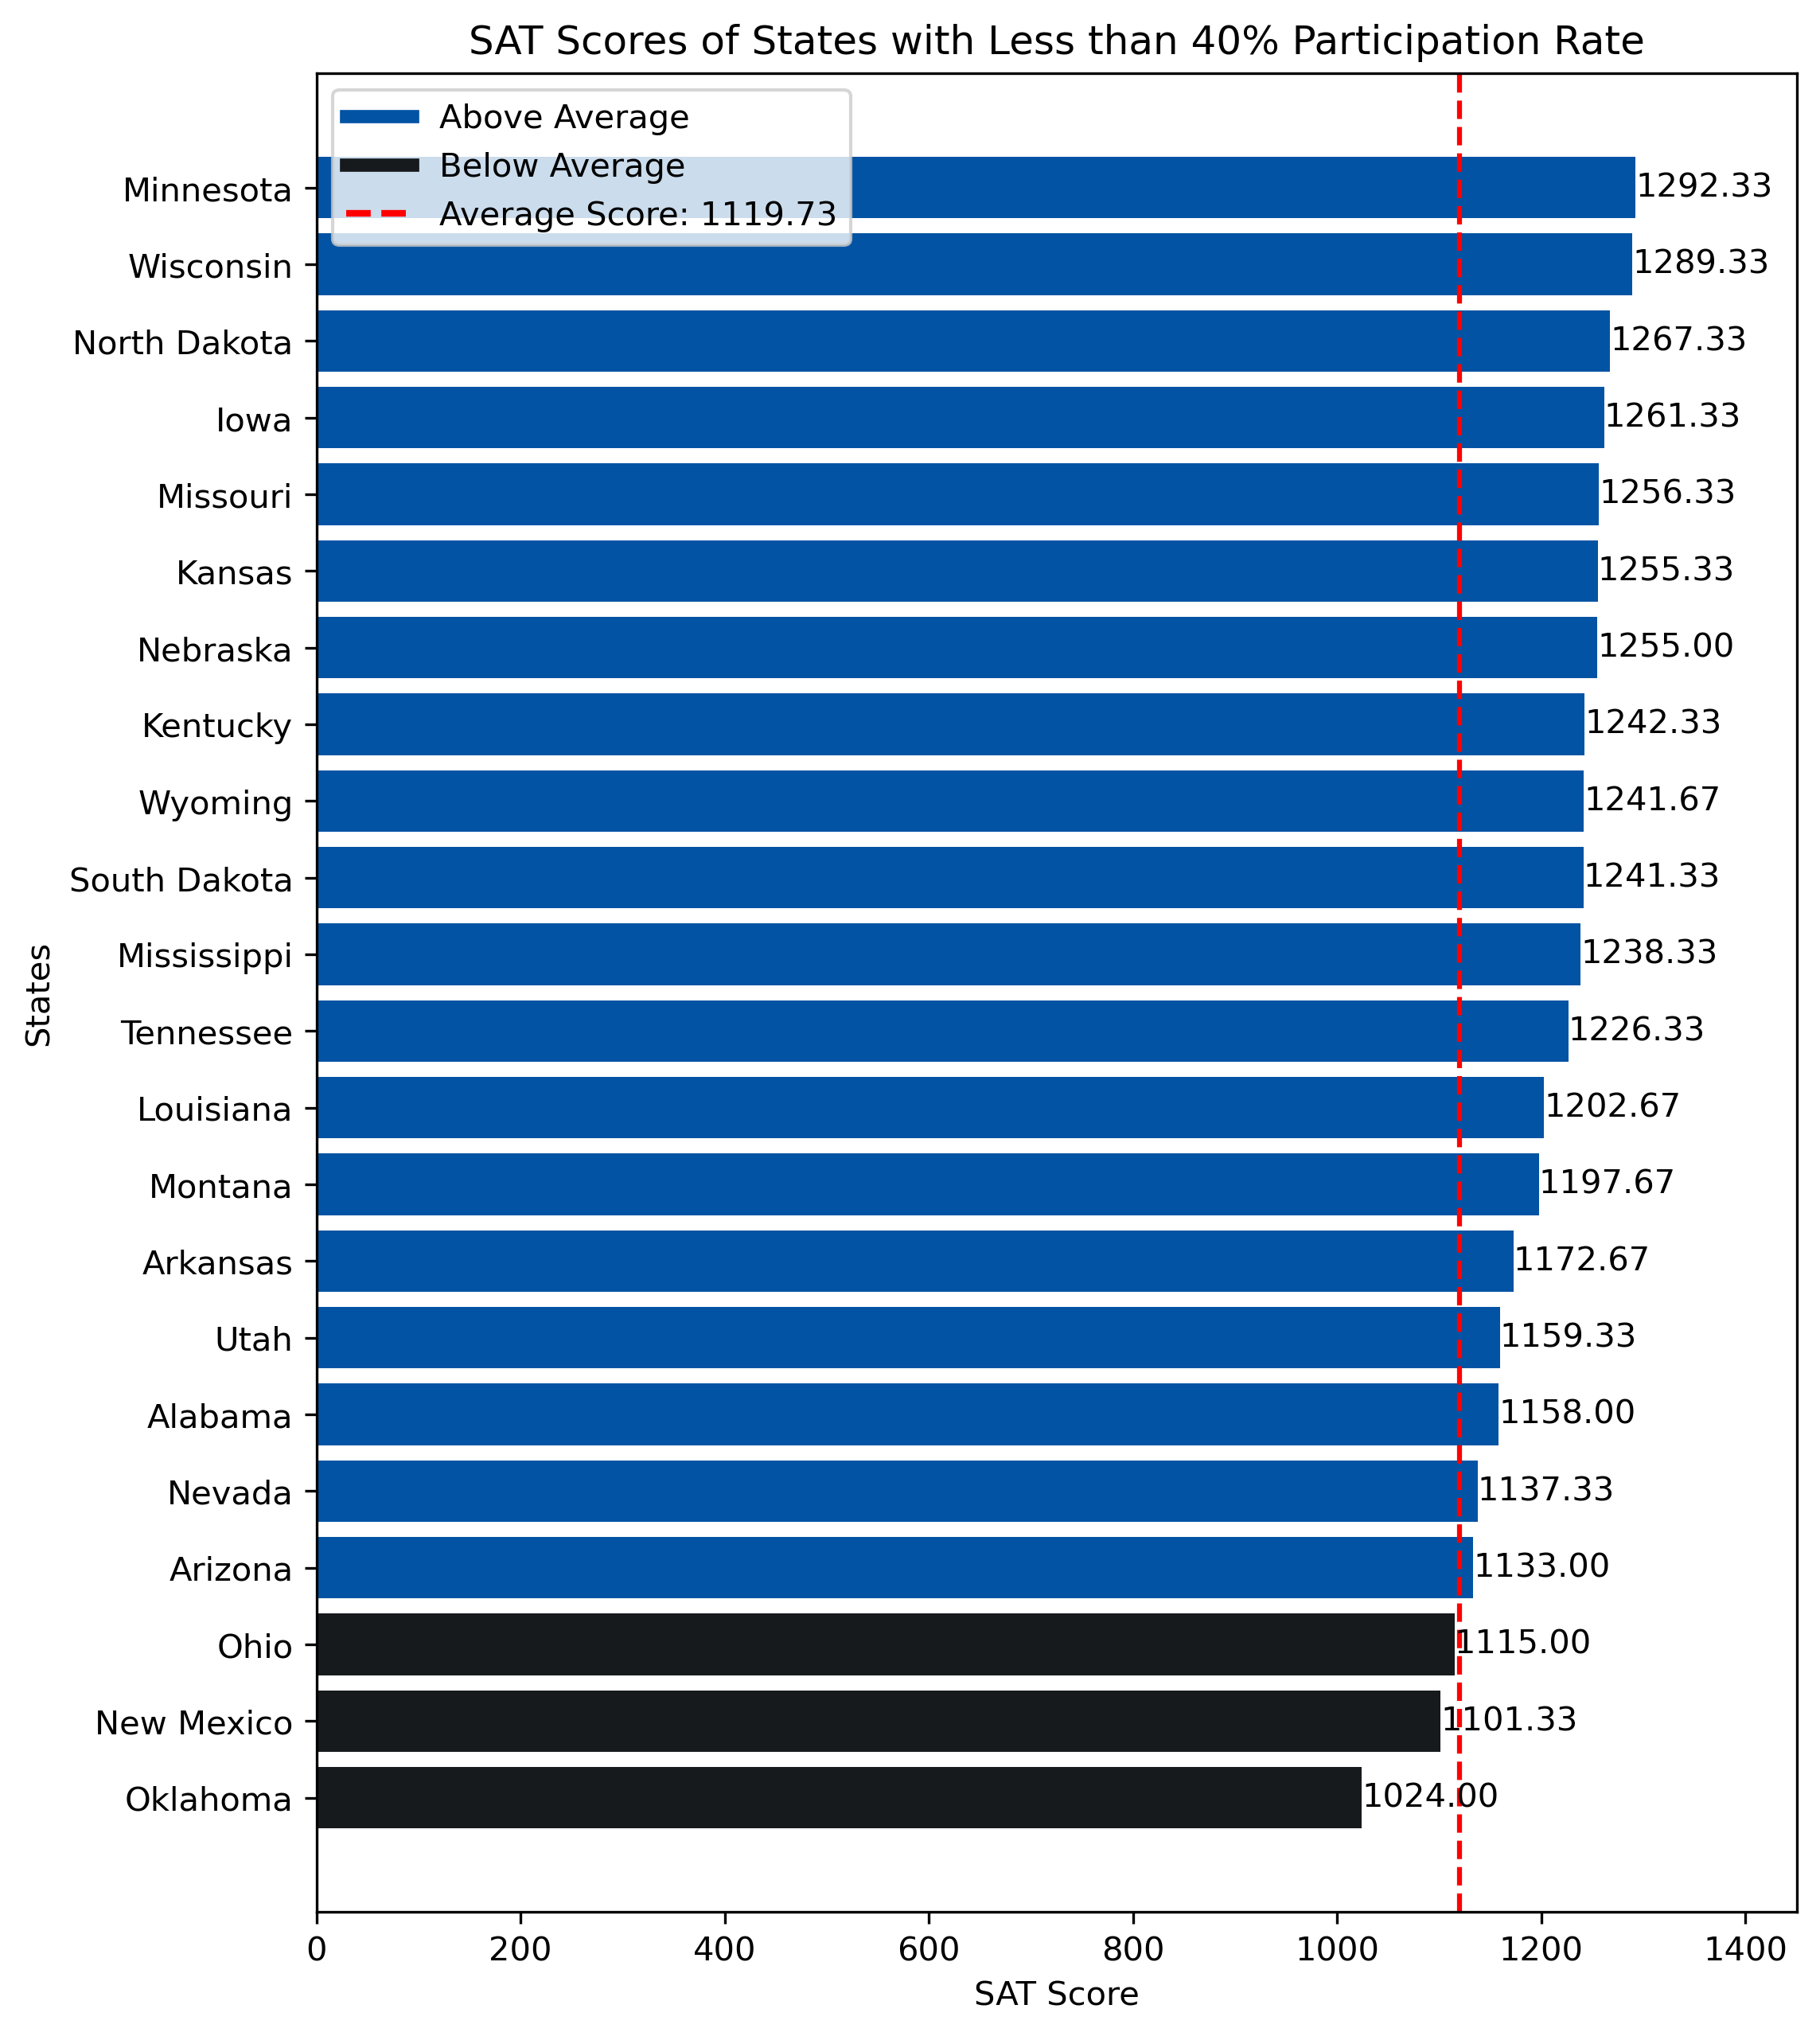 SAT Scores of States with Less than 40% Participation Rate
Above Average
Below Average
Average Score: 1119.73
Minnesota 1292.33
Wisconsin 1289.33
North Dakota 1267.33
Iowa 1261.33
Missouri 1256.33
Kansas 1255.33
Nebraska 1255.00
Kentucky 1242.33
Wyoming 1241.67
South Dakota 1241.33
Mississippi 1238.33
Tennessee 1226.33
Louisiana 1202.67
Montana 1197.67
Arkansas 1172.67
Utah 1159.33
Alabama 1158.00
Nevada 1137.33
Arizona 1133.00
Ohio 1115.00
New Mexico 1101.33
Oklahoma 1024.00
States
0 200 400 600 800 1000 1200 1400
SAT Score